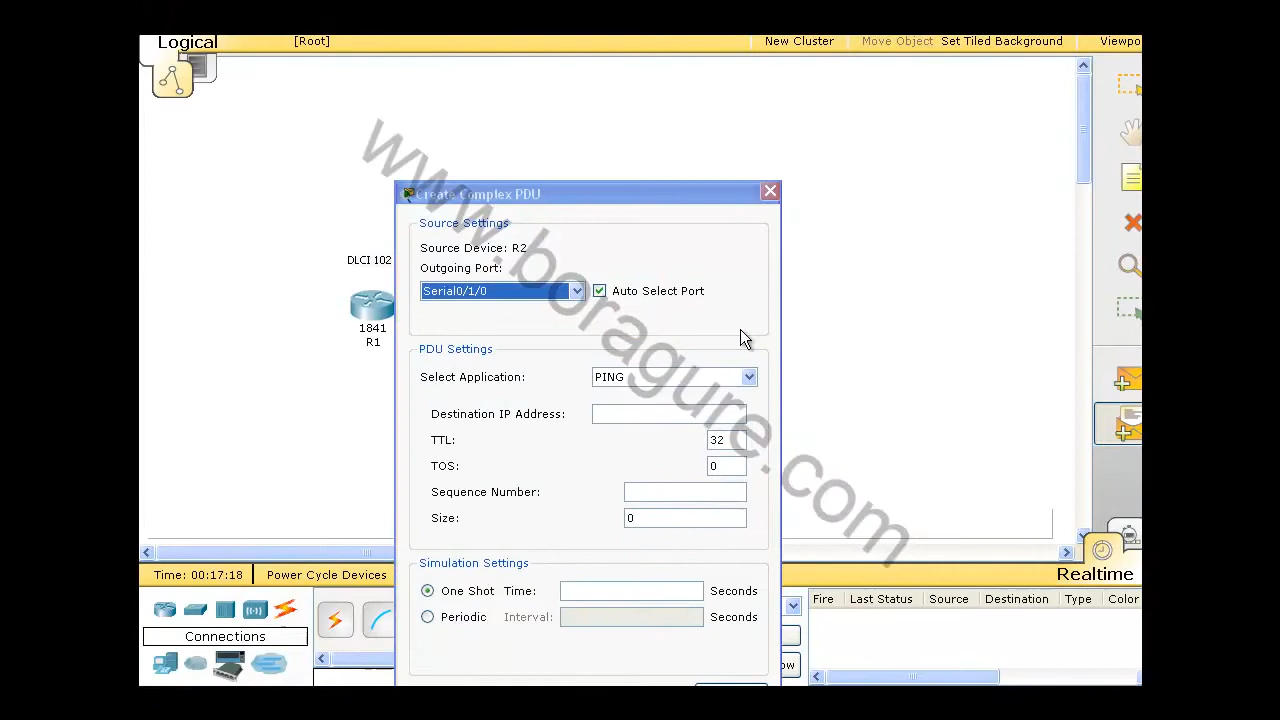 Logical
[Root]
New Cluster
Move Object
Set Tiled Background
Viewpo
www.boragure.com
Create Complex PDU
Source Settings
Source Device: R2
Outgoing Port:
Serial0/1/0
Auto Select Port
DLCI 102
1841
R1
PDU Settings
Select Application:
PING
Destination IP Address:
TTL:
32
TOS:
0
Sequence Number:
Size:
0
Simulation Settings
One Shot Time:
Seconds
Periodic Interval:
Seconds
Time: 00:17:18
Power Cycle Devices
Realtime
Connections
Fire
Last Status
Source
Destination
Type
Color
ow